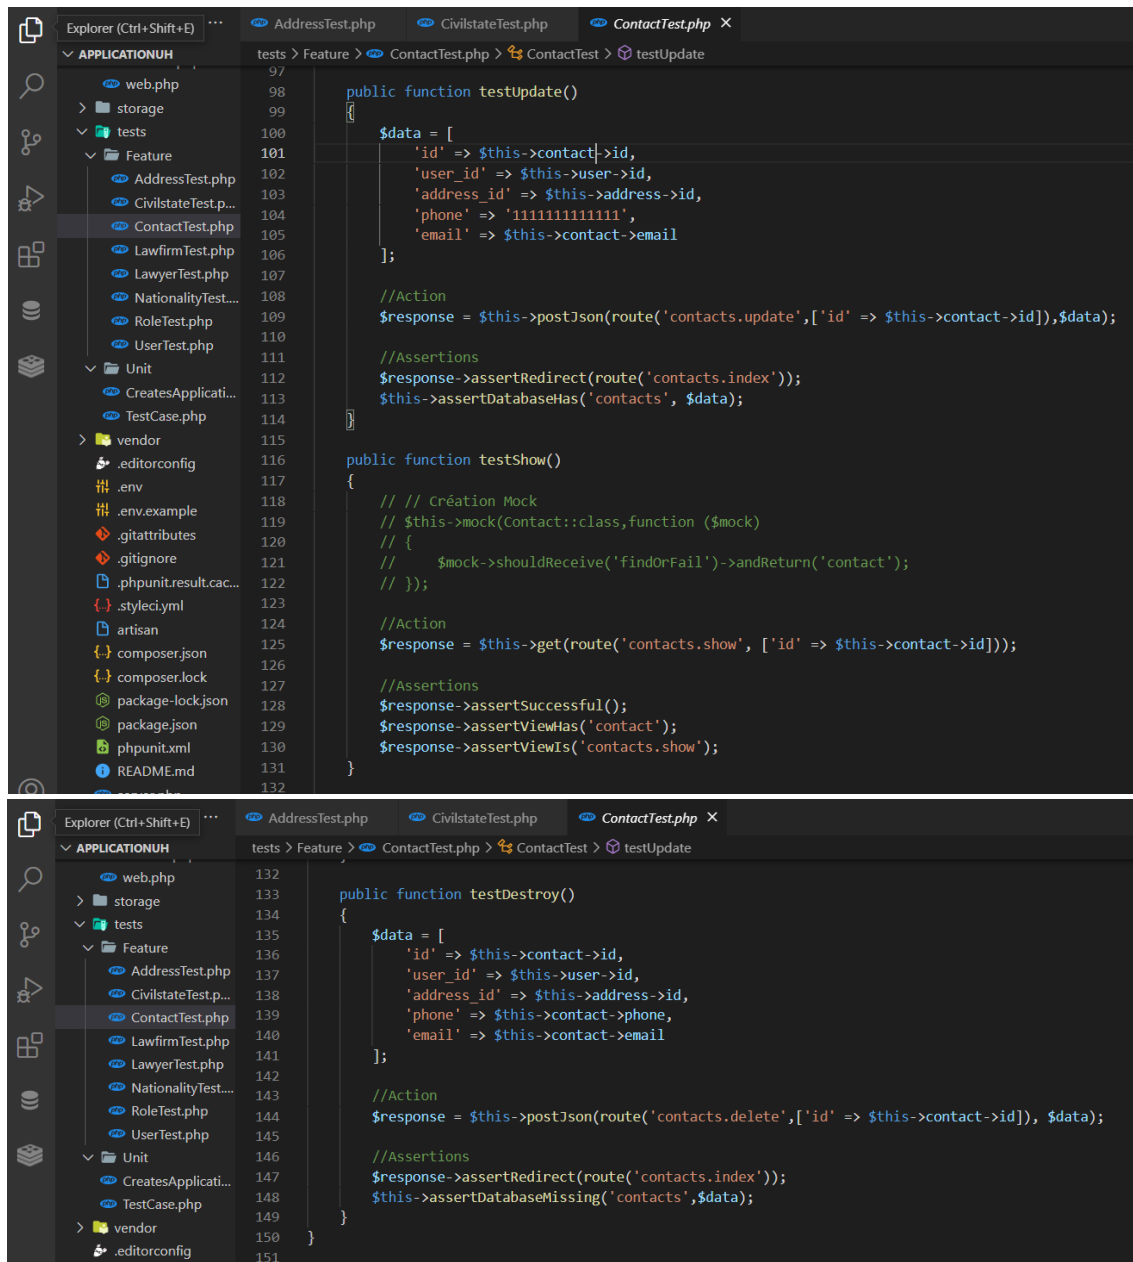 Explorer (Ctrl+Shift+E) ···
AddressTest.php
CivilstateTest.php
ContactTest.php ×
APPLICATIONUH
tests > Feature > ContactTest.php > ContactTest > testUpdate
web.php
storage
tests
Feature
AddressTest.php
CivilstateTest.p...
ContactTest.php
LawfirmTest.php
LawyerTest.php
NationalityTest....
RoleTest.php
UserTest.php
Unit
CreatesApplicati...
TestCase.php
vendor
.editorconfig
.env
.env.example
.gitattributes
.gitignore
.phpunit.result.cac...
.styleci.yml
artisan
composer.json
composer.lock
package-lock.json
package.json
phpunit.xml
README.md
97
98 public function testUpdate()
99 {
100 $data = [
101 'id' => $this->contact->id,
102 'user_id' => $this->user->id,
103 'address_id' => $this->address->id,
104 'phone' => '1111111111111',
105 'email' => $this->contact->email
106 ];
107
108 //Action
109 $response = $this->postJson(route('contacts.update',['id' => $this->contact->id]),$data);
110
111 //Assertions
112 $response->assertRedirect(route('contacts.index'));
113 $this->assertDatabaseHas('contacts', $data);
114 }
115
116 public function testShow()
117 {
118 // // Création Mock
119 // $this->mock(Contact::class,function ($mock)
120 // {
121 // $mock->shouldReceive('findOrFail')->andReturn('contact');
122 // });
123
124 //Action
125 $response = $this->get(route('contacts.show', ['id' => $this->contact->id]));
126
127 //Assertions
128 $response->assertSuccessful();
129 $response->assertViewHas('contact');
130 $response->assertViewIs('contacts.show');
131 }
132
Explorer (Ctrl+Shift+E) ···
AddressTest.php
CivilstateTest.php
ContactTest.php ×
APPLICATIONUH
tests > Feature > ContactTest.php > ContactTest > testUpdate
web.php
storage
tests
Feature
AddressTest.php
CivilstateTest.p...
ContactTest.php
LawfirmTest.php
LawyerTest.php
NationalityTest....
RoleTest.php
UserTest.php
Unit
CreatesApplicati...
TestCase.php
vendor
.editorconfig
132
133 public function testDestroy()
134 {
135 $data = [
136 'id' => $this->contact->id,
137 'user_id' => $this->user->id,
138 'address_id' => $this->address->id,
139 'phone' => $this->contact->phone,
140 'email' => $this->contact->email
141 ];
142
143 //Action
144 $response = $this->postJson(route('contacts.delete',['id' => $this->contact->id]), $data);
145
146 //Assertions
147 $response->assertRedirect(route('contacts.index'));
148 $this->assertDatabaseMissing('contacts',$data);
149 }
150 }
151